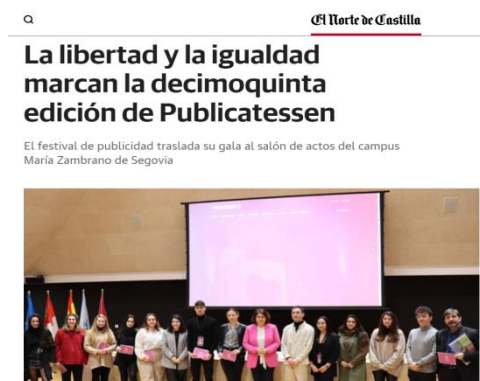 El Norte de Castilla
La libertad y la igualdad
marcan la decimoquinta
edición de Publicatessen
El festival de publicidad traslada su gala al salón de actos del campus
María Zambrano de Segovia